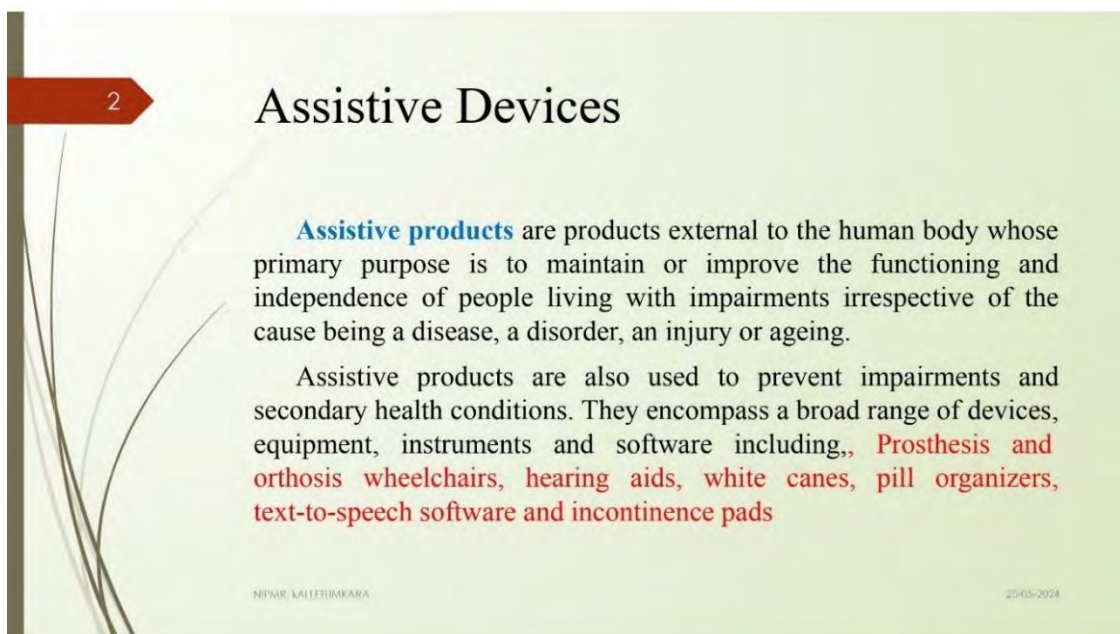 2
Assistive Devices
Assistive products are products external to the human body whose
primary purpose is to maintain or improve the functioning and
independence of people living with impairments irrespective of the
cause being a disease, a disorder, an injury or ageing.
Assistive products are also used to prevent impairments and
secondary health conditions. They encompass a broad range of devices,
equipment, instruments and software including,, Prosthesis and
orthosis wheelchairs, hearing aids, white canes, pill organizers,
text-to-speech software and incontinence pads
NIPMR, kALLETUMKARA
25-05-2024